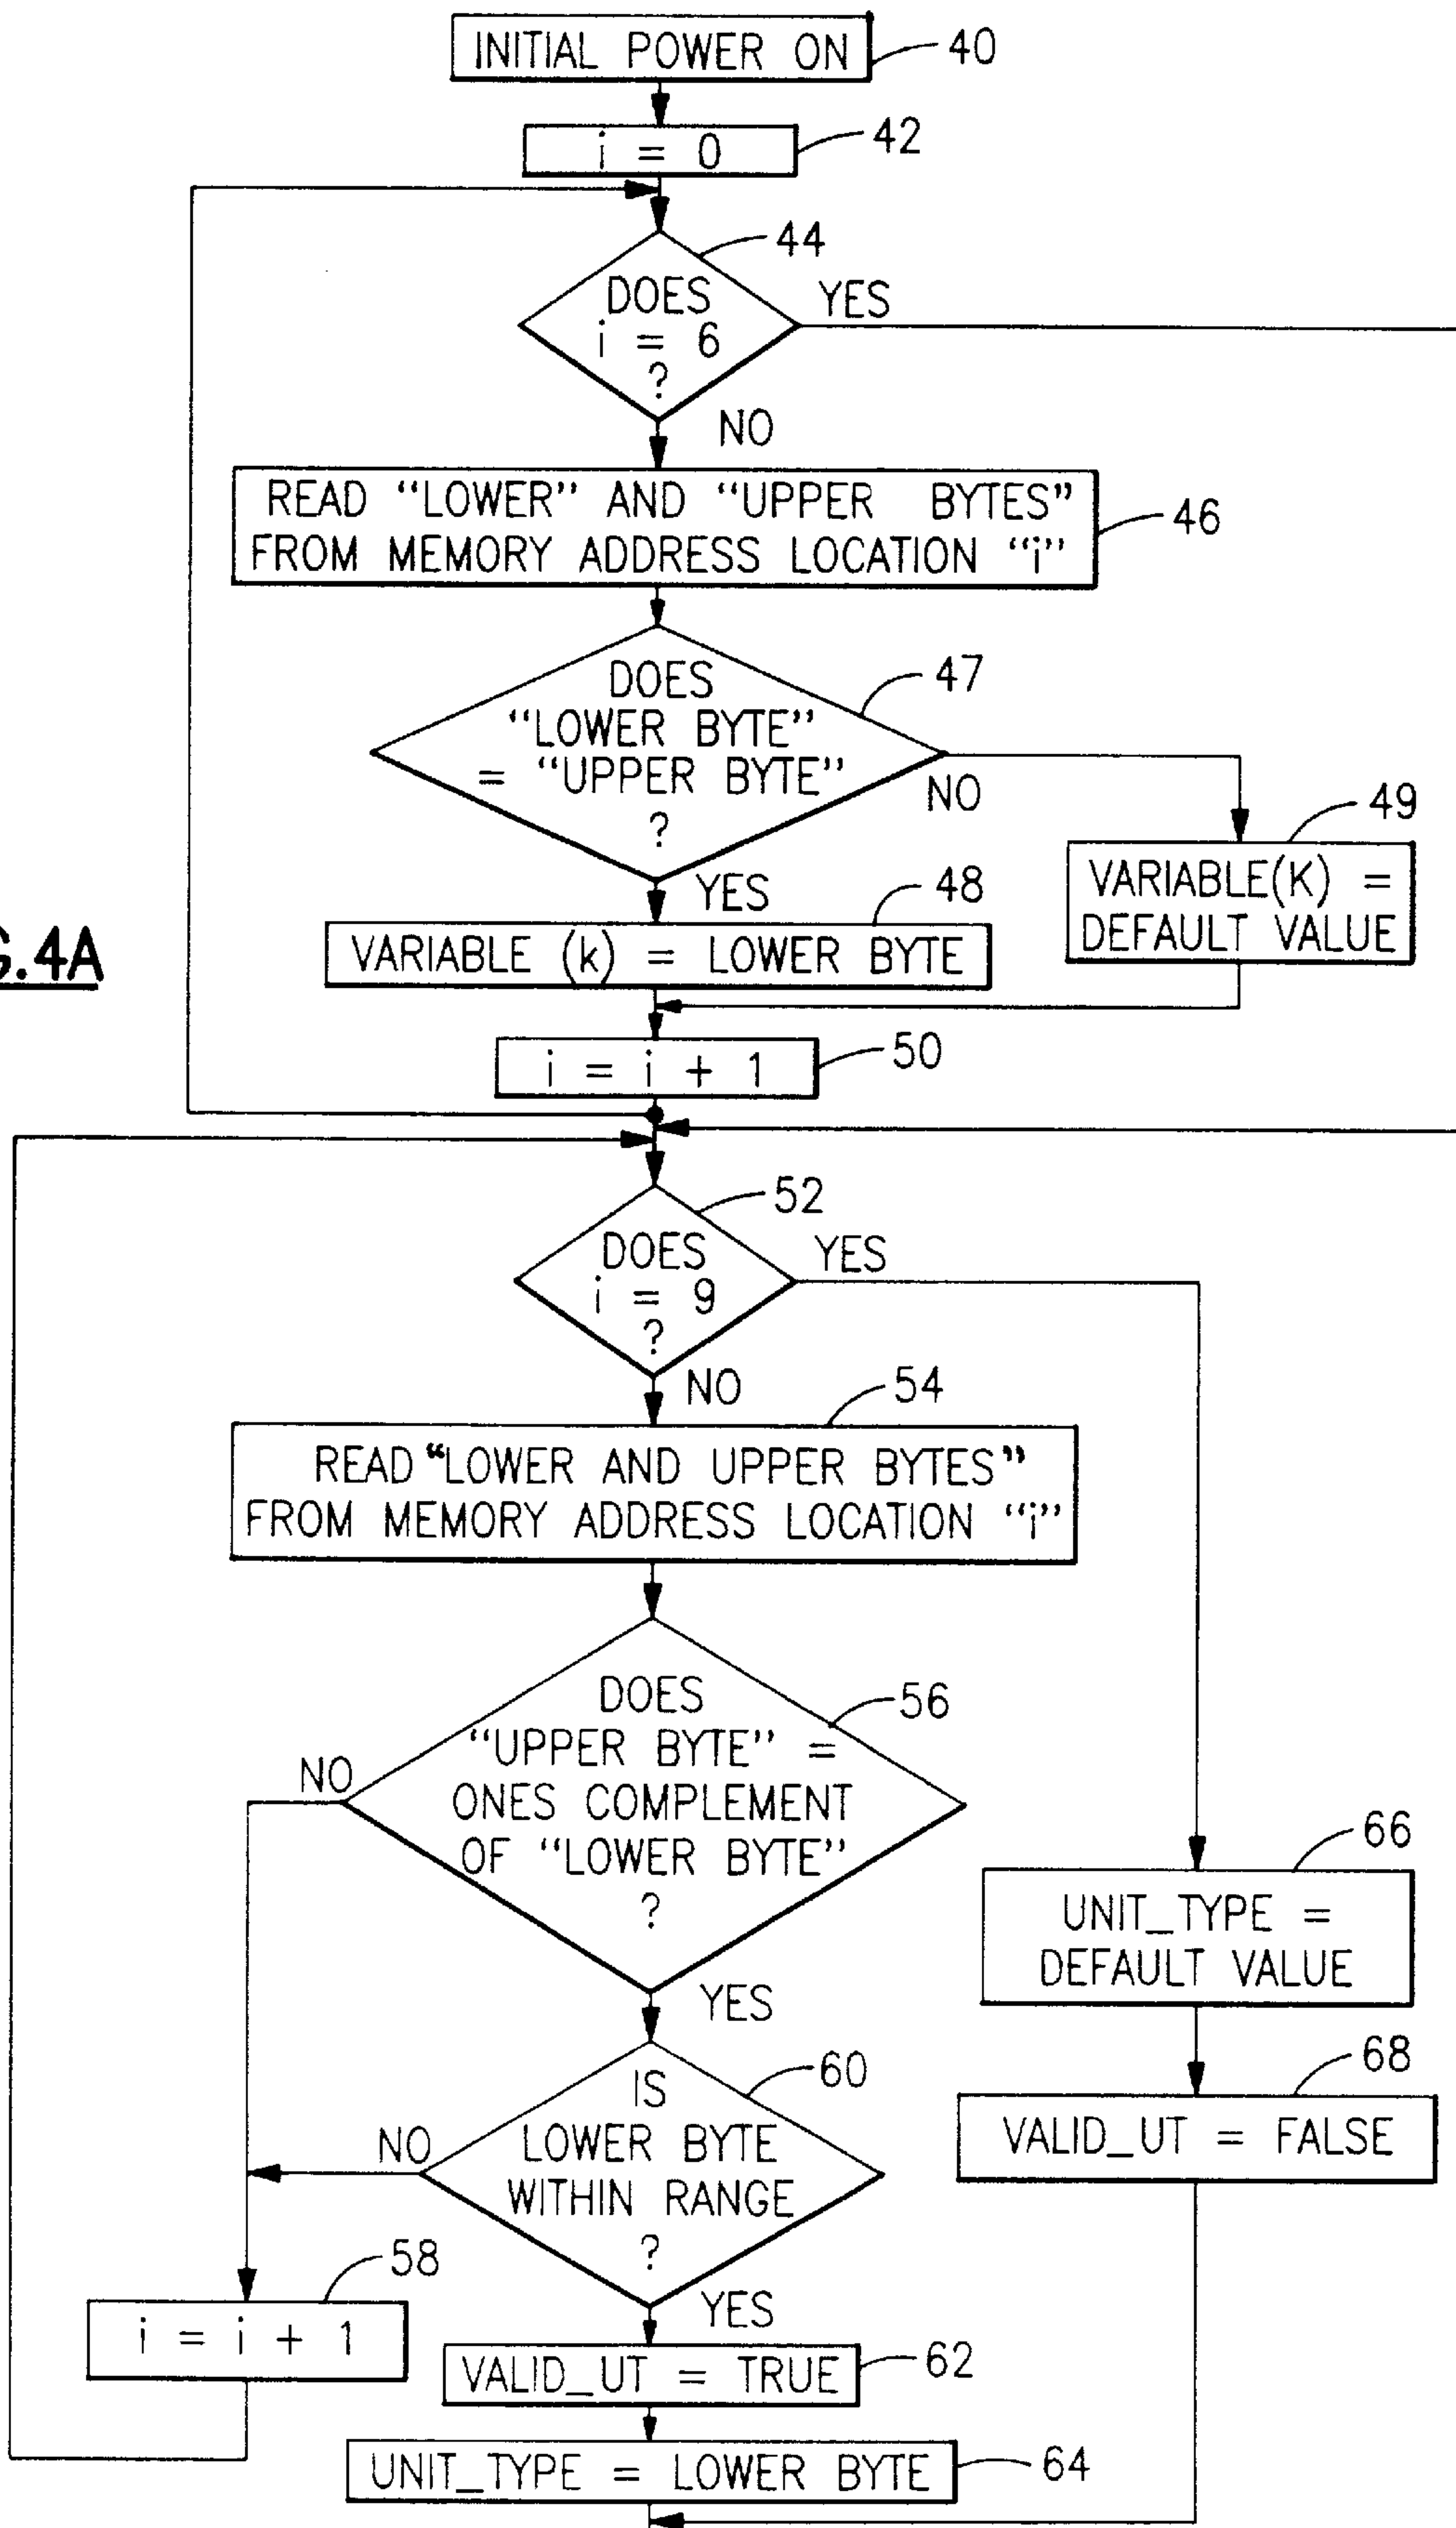 INITIAL POWER ON
40
i = 0
42
44
DOES
i = 6
?
YES
NO
READ “LOWER” AND “UPPER BYTES”
FROM MEMORY ADDRESS LOCATION “i”
46
DOES
“LOWER BYTE”
= “UPPER BYTE”
?
47
NO
YES
49
VARIABLE(K) =
DEFAULT VALUE
48
VARIABLE (k) = LOWER BYTE
G.4A
i = i + 1
50
52
DOES
i = 9
?
YES
NO
54
READ “LOWER AND UPPER BYTES”
FROM MEMORY ADDRESS LOCATION “i”
DOES
“UPPER BYTE” =
ONES COMPLEMENT
OF “LOWER BYTE”
?
56
NO
YES
66
UNIT_TYPE =
DEFAULT VALUE
60
IS
LOWER BYTE
WITHIN RANGE
?
NO
YES
68
VALID_UT = FALSE
58
i = i + 1
VALID_UT = TRUE
62
UNIT_TYPE = LOWER BYTE
64